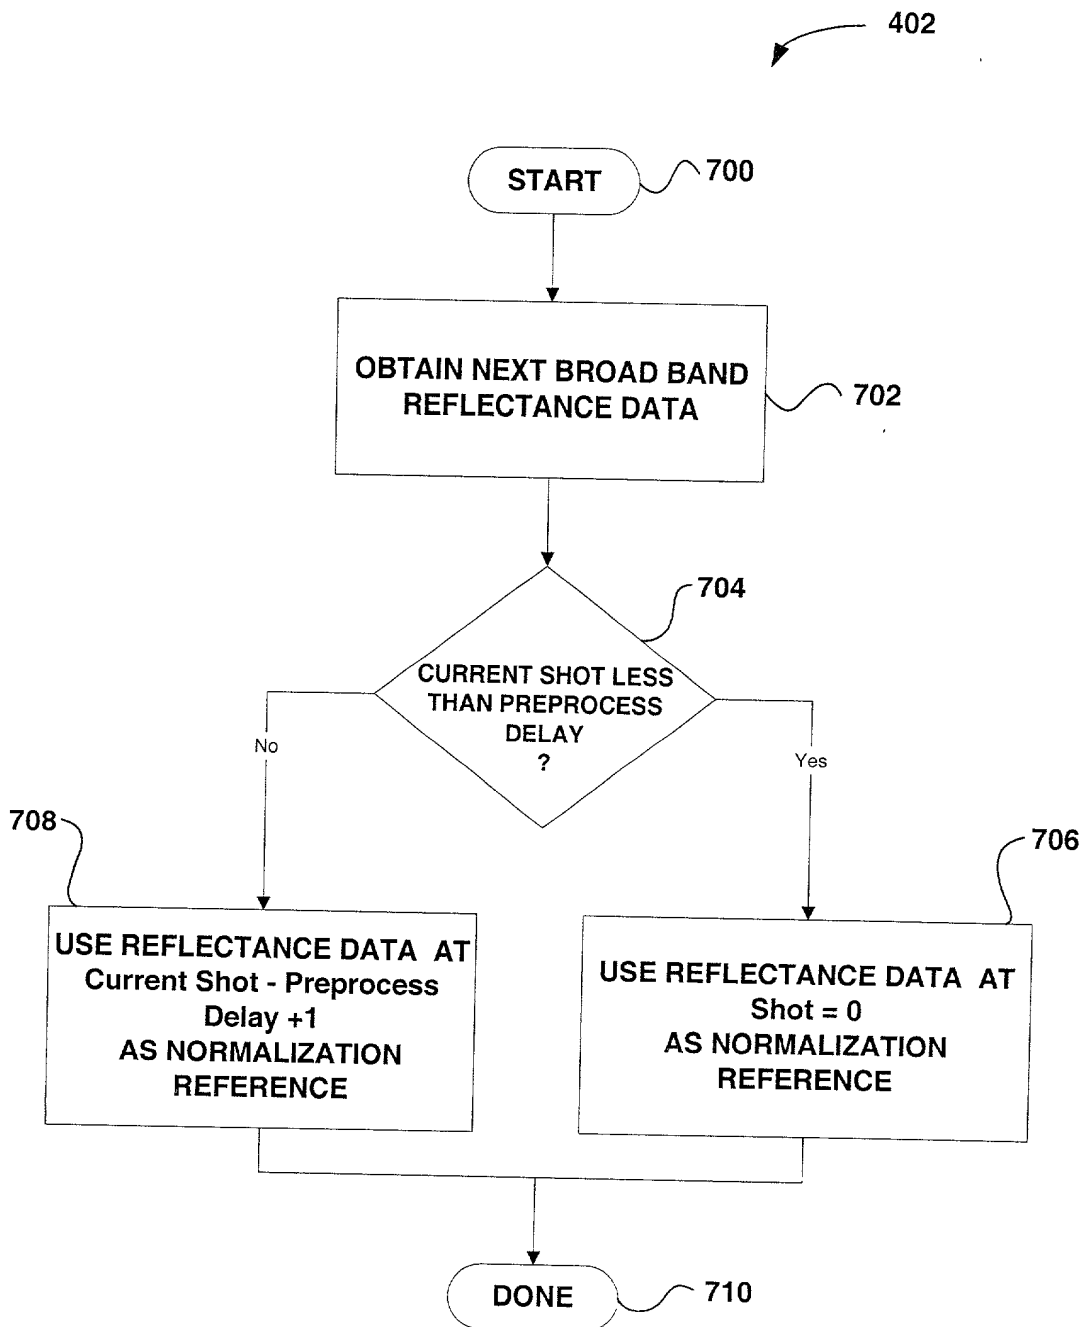 402
START
700
OBTAIN NEXT BROAD BAND
REFLECTANCE DATA
702
704
CURRENT SHOT LESS
THAN PREPROCESS
DELAY
?
No
Yes
708
706
USE REFLECTANCE DATA AT
Current Shot - Preprocess
Delay +1
AS NORMALIZATION
REFERENCE
USE REFLECTANCE DATA AT
Shot = 0
AS NORMALIZATION
REFERENCE
DONE
710